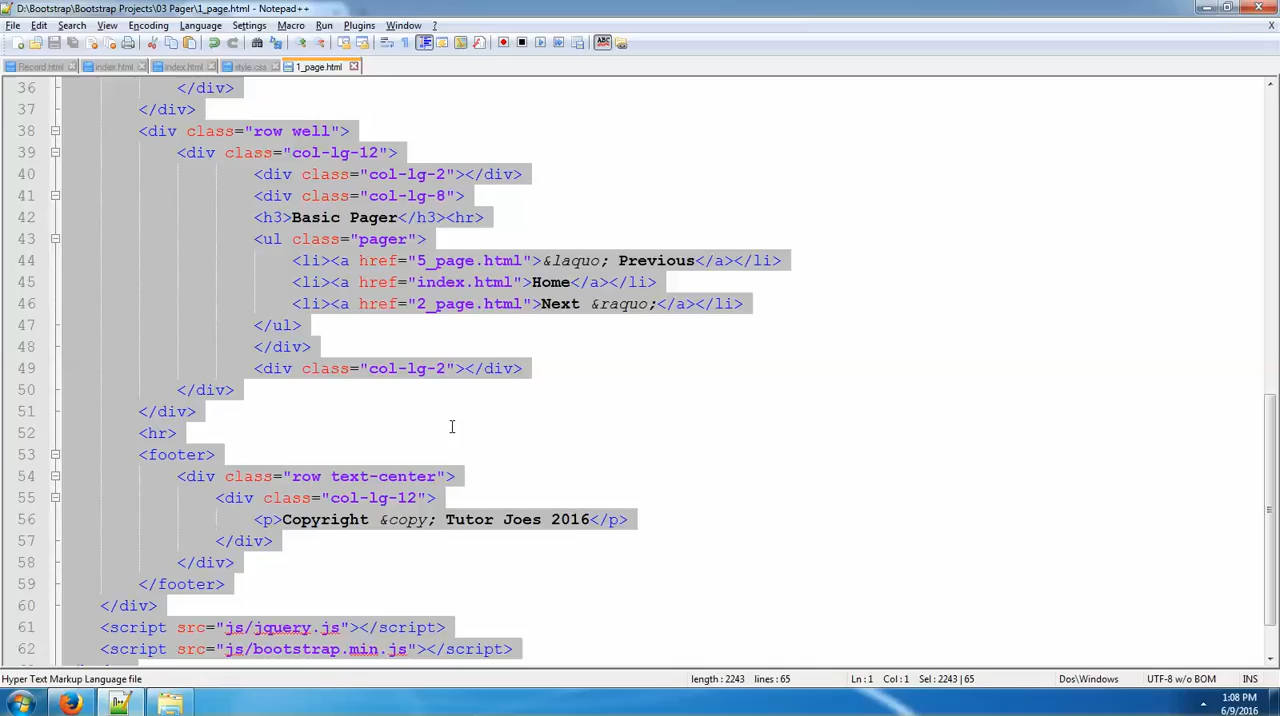 D:\Bootstrap\Bootstrap Projects\03 Pager\1_page.html - Notepad++
File Edit Search View Encoding Language Settings Macro Run Plugins Window ?
X
Record.html index.html index.html style.css 1_page.html
36 </div>
37 </div>
38 <div class="row well">
39 <div class="col-lg-12">
40 <div class="col-lg-2"></div>
41 <div class="col-lg-8">
42 <h3>Basic Pager</h3><hr>
43 <ul class="pager">
44 <li><a href="5_page.html">&laquo; Previous</a></li>
45 <li><a href="index.html">Home</a></li>
46 <li><a href="2_page.html">Next &raquo;</a></li>
47 </ul>
48 </div>
49 <div class="col-lg-2"></div>
50 </div>
51 </div>
52 <hr>
53 <footer>
54 <div class="row text-center">
55 <div class="col-lg-12">
56 <p>Copyright &copy; Tutor Joes 2016</p>
57 </div>
58 </div>
59 </footer>
60 </div>
61 <script src="js/jquery.js"></script>
62 <script src="js/bootstrap.min.js"></script>
Hyper Text Markup Language file length : 2243 lines : 65 Ln : 1 Col : 1 Sel : 2243 | 65 Dos\Windows UTF-8 w/o BOM INS
1:08 PM
6/9/2016